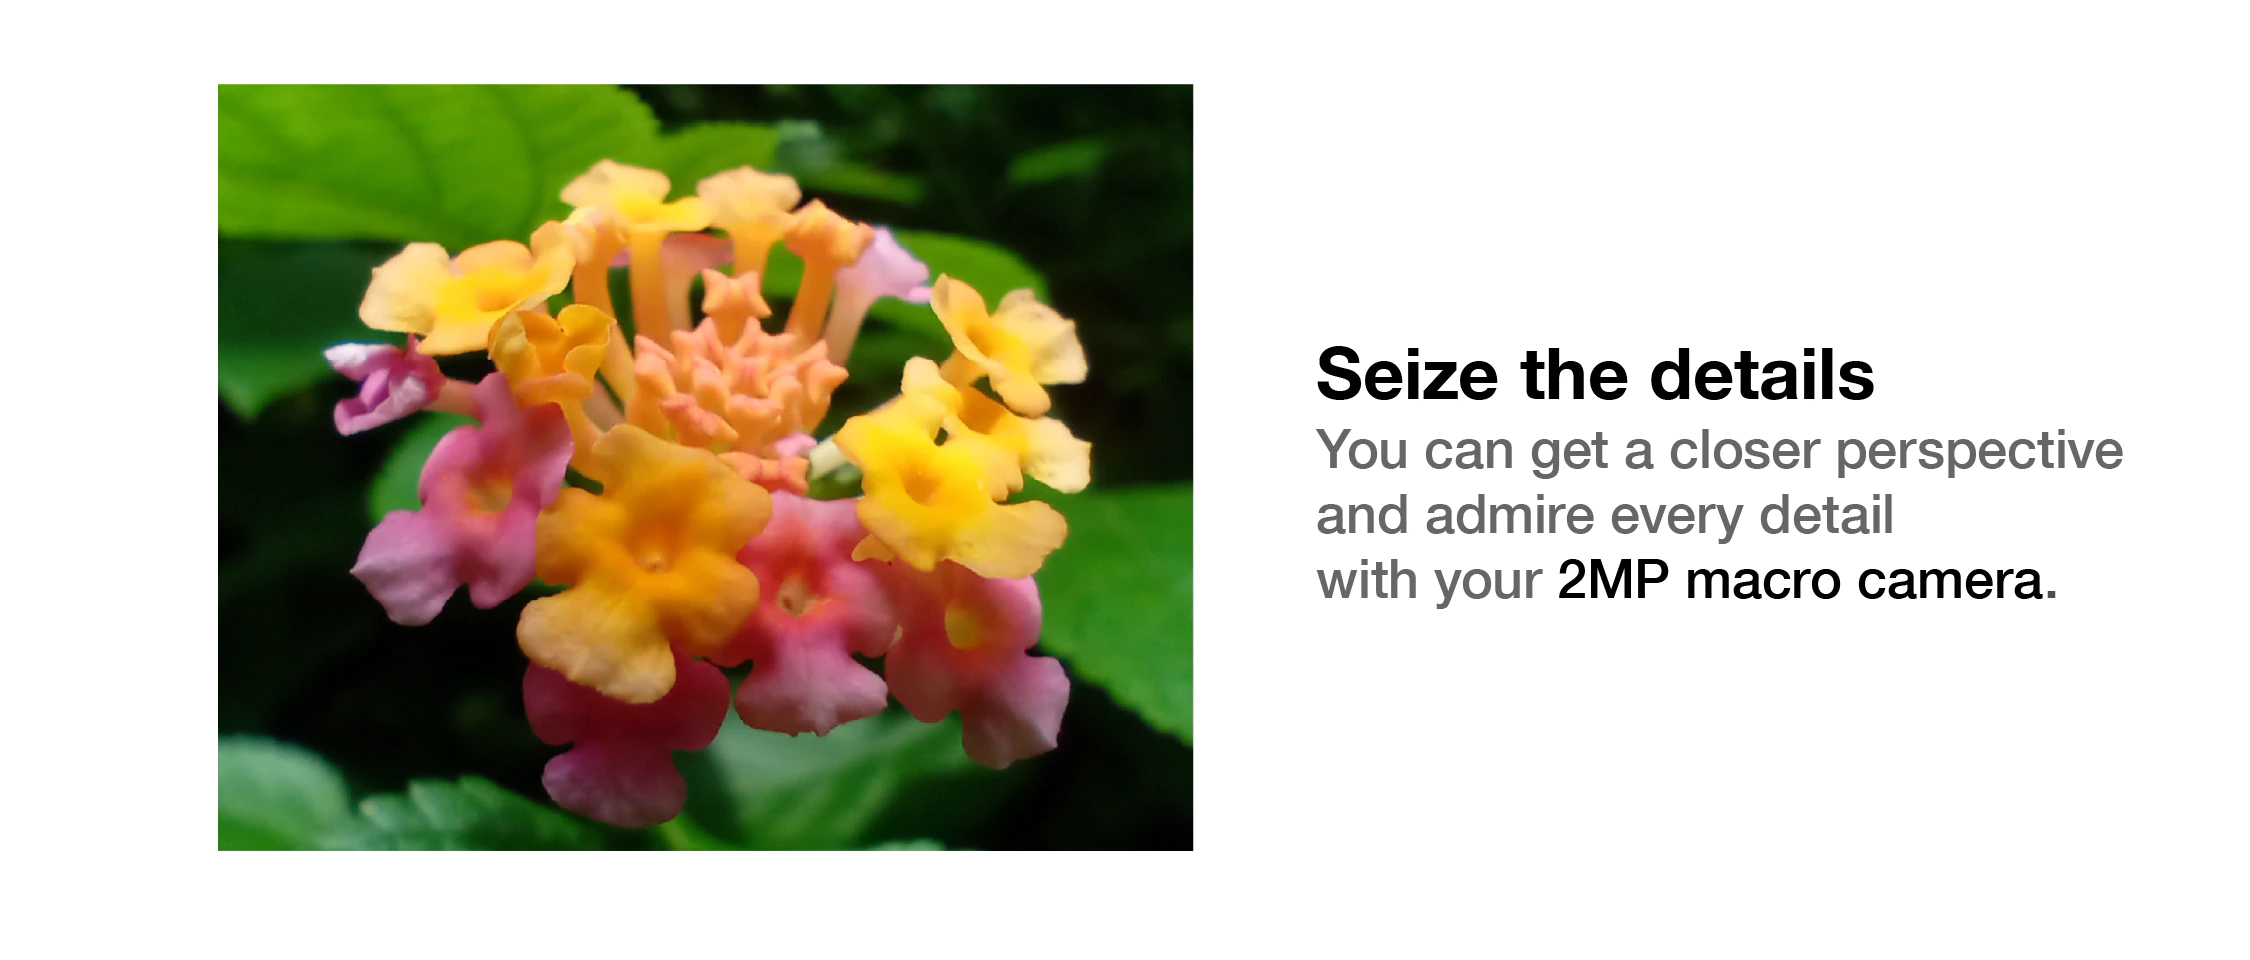 Seize the details
You can get a closer perspective
and admire every detail
with your 2MP macro camera.